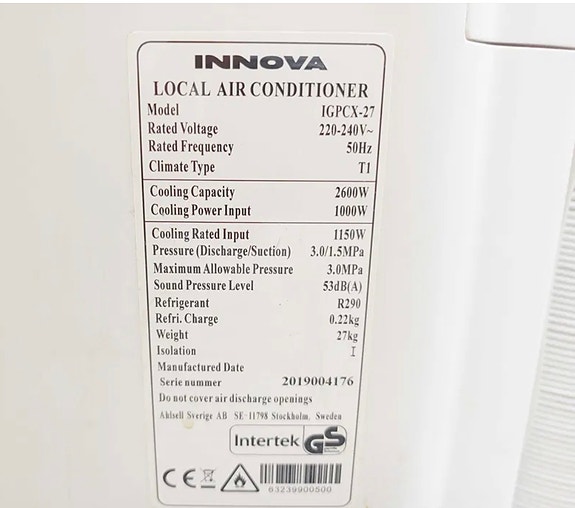 INNOVA
LOCAL AIR CONDITIONER
Model IGPCX-27
Rated Voltage 220-240V~
Rated Frequency 50Hz
Climate Type T1
Cooling Capacity 2600W
Cooling Power Input 1000W
Cooling Rated Input 1150W
Pressure (Discharge/Suction) 3.0/1.5MPa
Maximum Allowable Pressure 3.0MPa
Sound Pressure Level 53dB(A)
Refrigerant R290
Refri. Charge 0.22kg
Weight 27kg
Isolation I
Manufactured Date
Serie nummer 2019004176
Do not cover air discharge openings
Ahlsell Sverige AB SE-11798 Stockholm, Sweden
Intertek GS
CE
63239900500